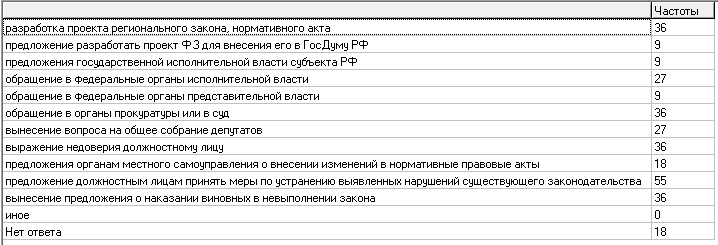 Частоты
разработка проекта регионального закона, нормативного акта 36
предложение разработать проект ФЗ для внесения его в ГосДуму РФ 9
предложения государственной исполнительной власти субъекта РФ 9
обращение в Федеральные органы исполнительной власти 27
обращение в Федеральные органы представительной власти 9
обращение в органы прокуратуры или в суд 36
вынесение вопроса на общее собрание депутатов 27
выражение недоверия должностному лицу 36
предложения органам местного самоуправления о внесении изменений в нормативные правовые акты 18
предложение должностным лицам принять меры по устранению выявленных нарушений существующего законодательства 55
вынесение предложения о наказании виновных в невыполнении закона 36
иное 0
Нет ответа 18